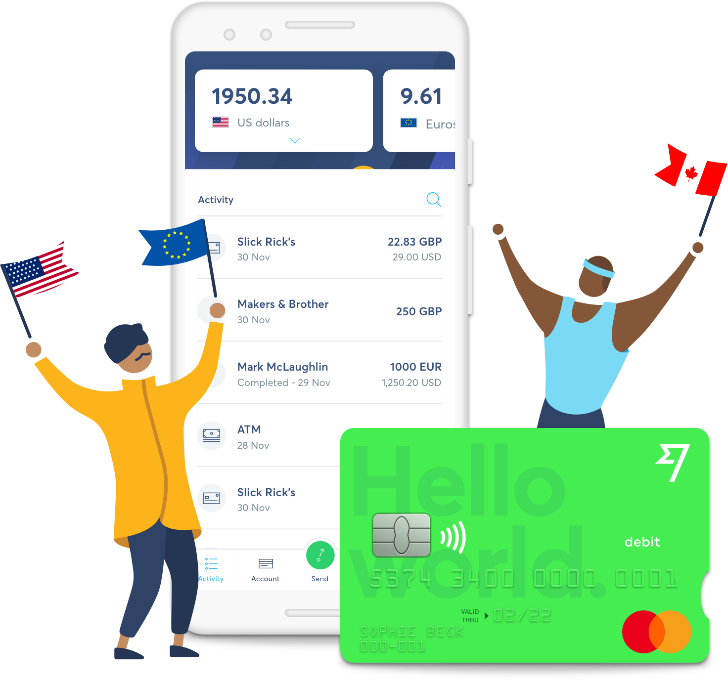 1950.34
US dollars
9.61
Euros
Activity
Slick Rick's
22.83 GBP
30 Nov
29.00 USD
Makers & Brother
250 GBP
30 Nov
Mark McLaughlin
1000 EUR
Completed - 29 Nov
1,250.20 USD
ATM
28 Nov
Slick Rick's
30 Nov
Activity
Account
Send
Hello
world.
debit
5374 3400 0001 0001
VALID
THRU
02/22
SOPHIE BECK
000-001